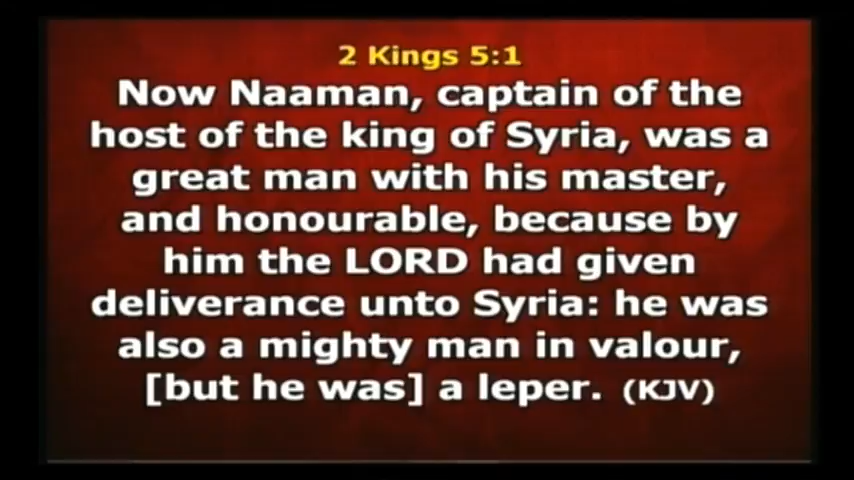 2 Kings 5:1
Now Naaman, captain of the
host of the king of Syria, was a
great man with his master,
and honourable, because by
him the LORD had given
deliverance unto Syria: he was
also a mighty man in valour,
[but he was] a leper. (KJV)